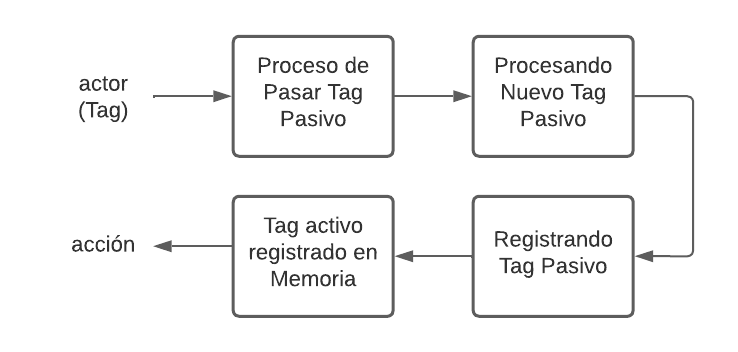 actor
(Tag)
Proceso de
Pasar Tag
Pasivo
Procesando
Nuevo Tag
Pasivo
Registrando
Tag Pasivo
Tag activo
registrado en
Memoria
acción